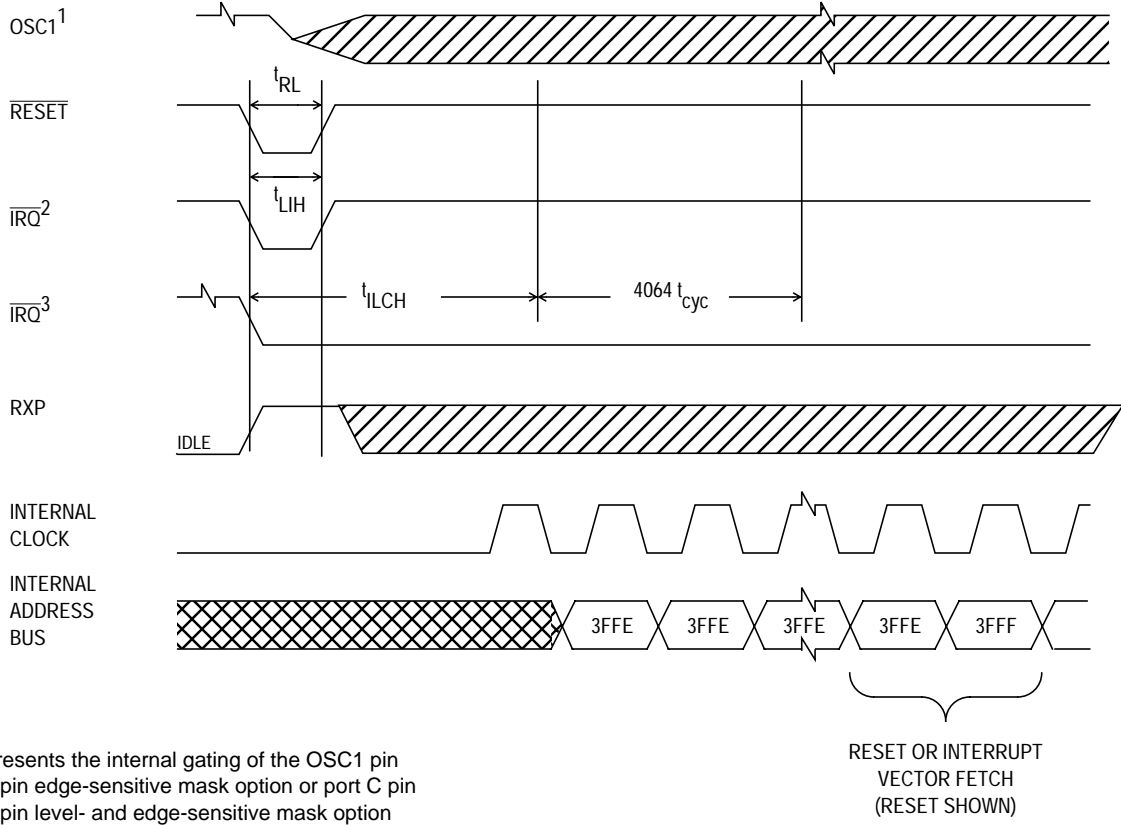 OSC1¹
t_RL
RESET
t_LIH
IRQ²
t_ILCH
4064 t_cyc
IRQ³
RXP
IDLE
INTERNAL
CLOCK
INTERNAL
ADDRESS
BUS
3FFE 3FFE 3FFE 3FFE 3FFF
RESET OR INTERRUPT
VECTOR FETCH
(RESET SHOWN)
resents the internal gating of the OSC1 pin
pin edge-sensitive mask option or port C pin
pin level- and edge-sensitive mask option